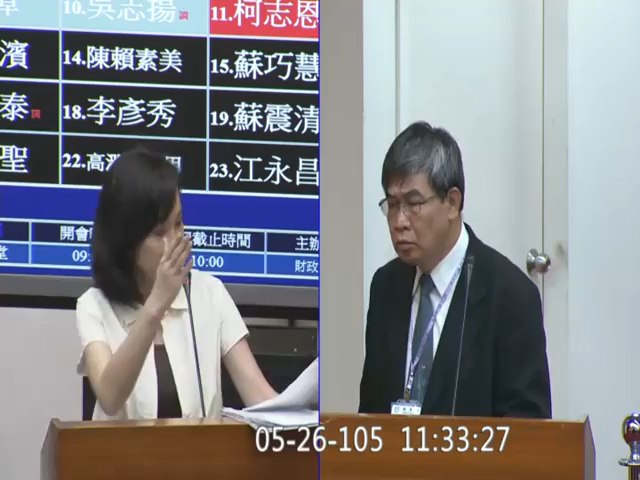 10.吳志揚 調 11.柯志恩
濱 14.陳賴素美 15.蘇巧慧
泰 調 18.李彥秀 19.蘇震清
聖 22.高 23.江永昌
開會 截止時間 主辦
09: 10:00 財政
05-26-105 11:33:27